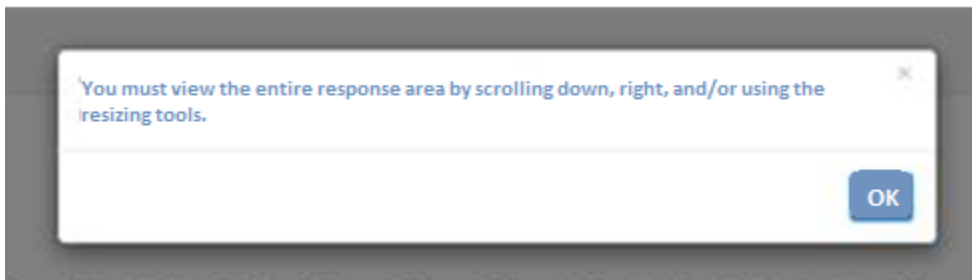 ×
You must view the entire response area by scrolling down, right, and/or using the
resizing tools.
OK